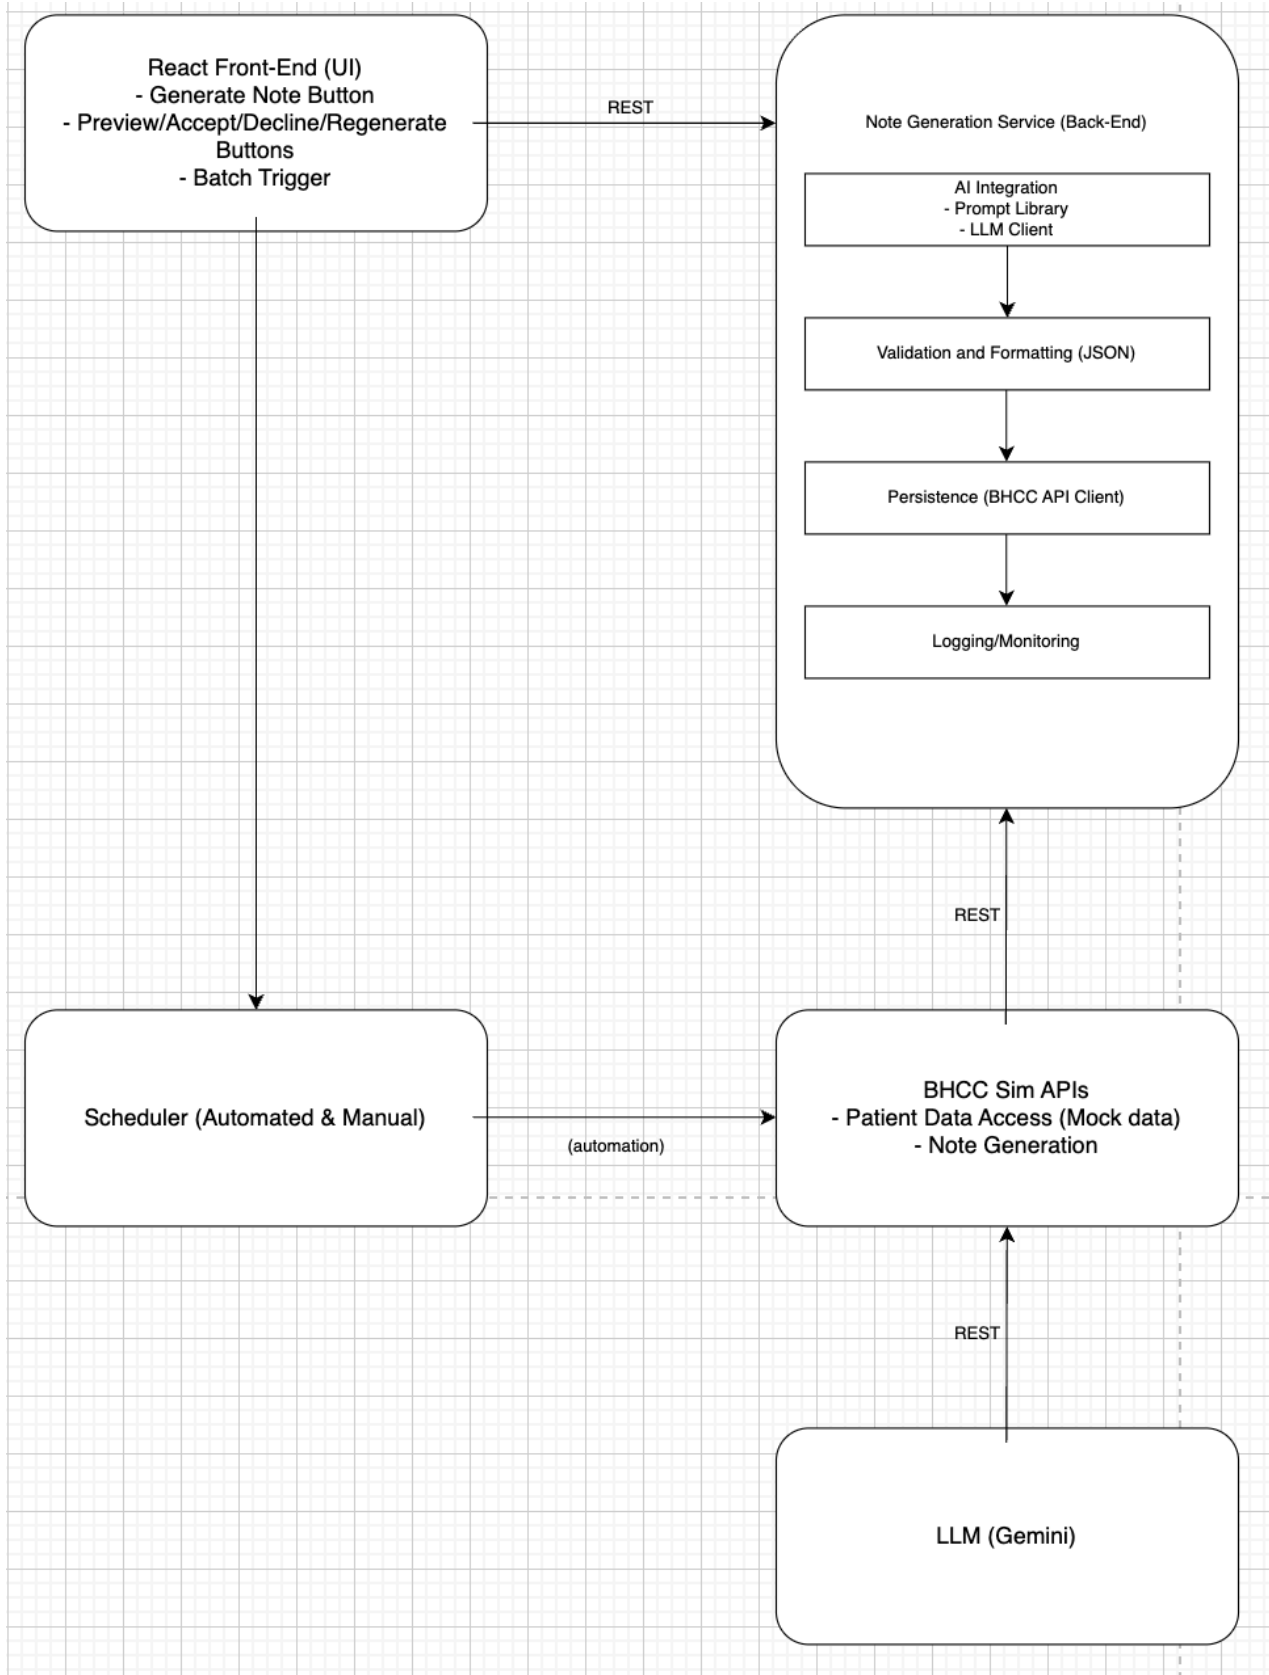 React Front-End (UI)
- Generate Note Button
- Preview/Accept/Decline/Regenerate
Buttons
- Batch Trigger
REST
Note Generation Service (Back-End)
AI Integration
- Prompt Library
- LLM Client
Validation and Formatting (JSON)
Persistence (BHCC API Client)
Logging/Monitoring
REST
Scheduler (Automated & Manual)
(automation)
BHCC Sim APIs
- Patient Data Access (Mock data)
- Note Generation
REST
LLM (Gemini)